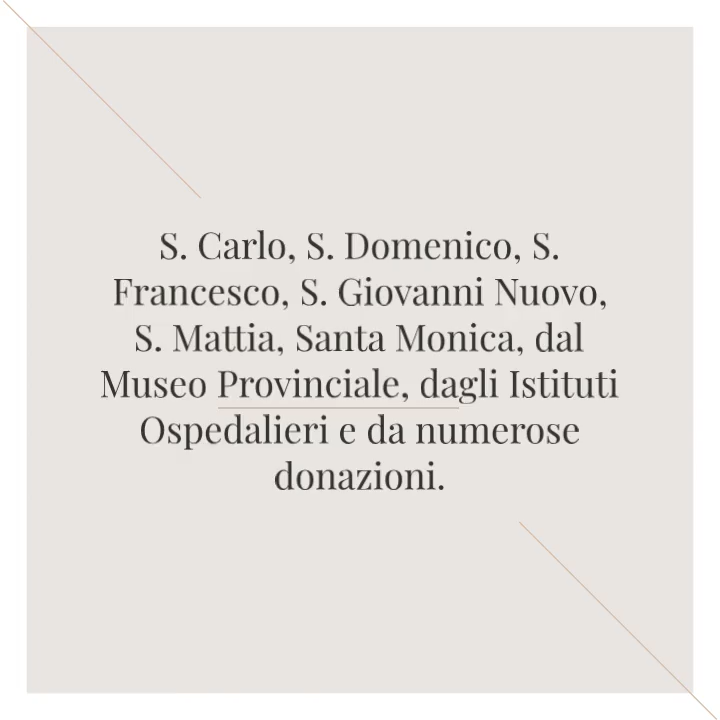 S. Carlo, S. Domenico, S.
Francesco, S. Giovanni Nuovo,
S. Mattia, Santa Monica, dal
Museo Provinciale, dagli Istituti
Ospedalieri e da numerose
donazioni.